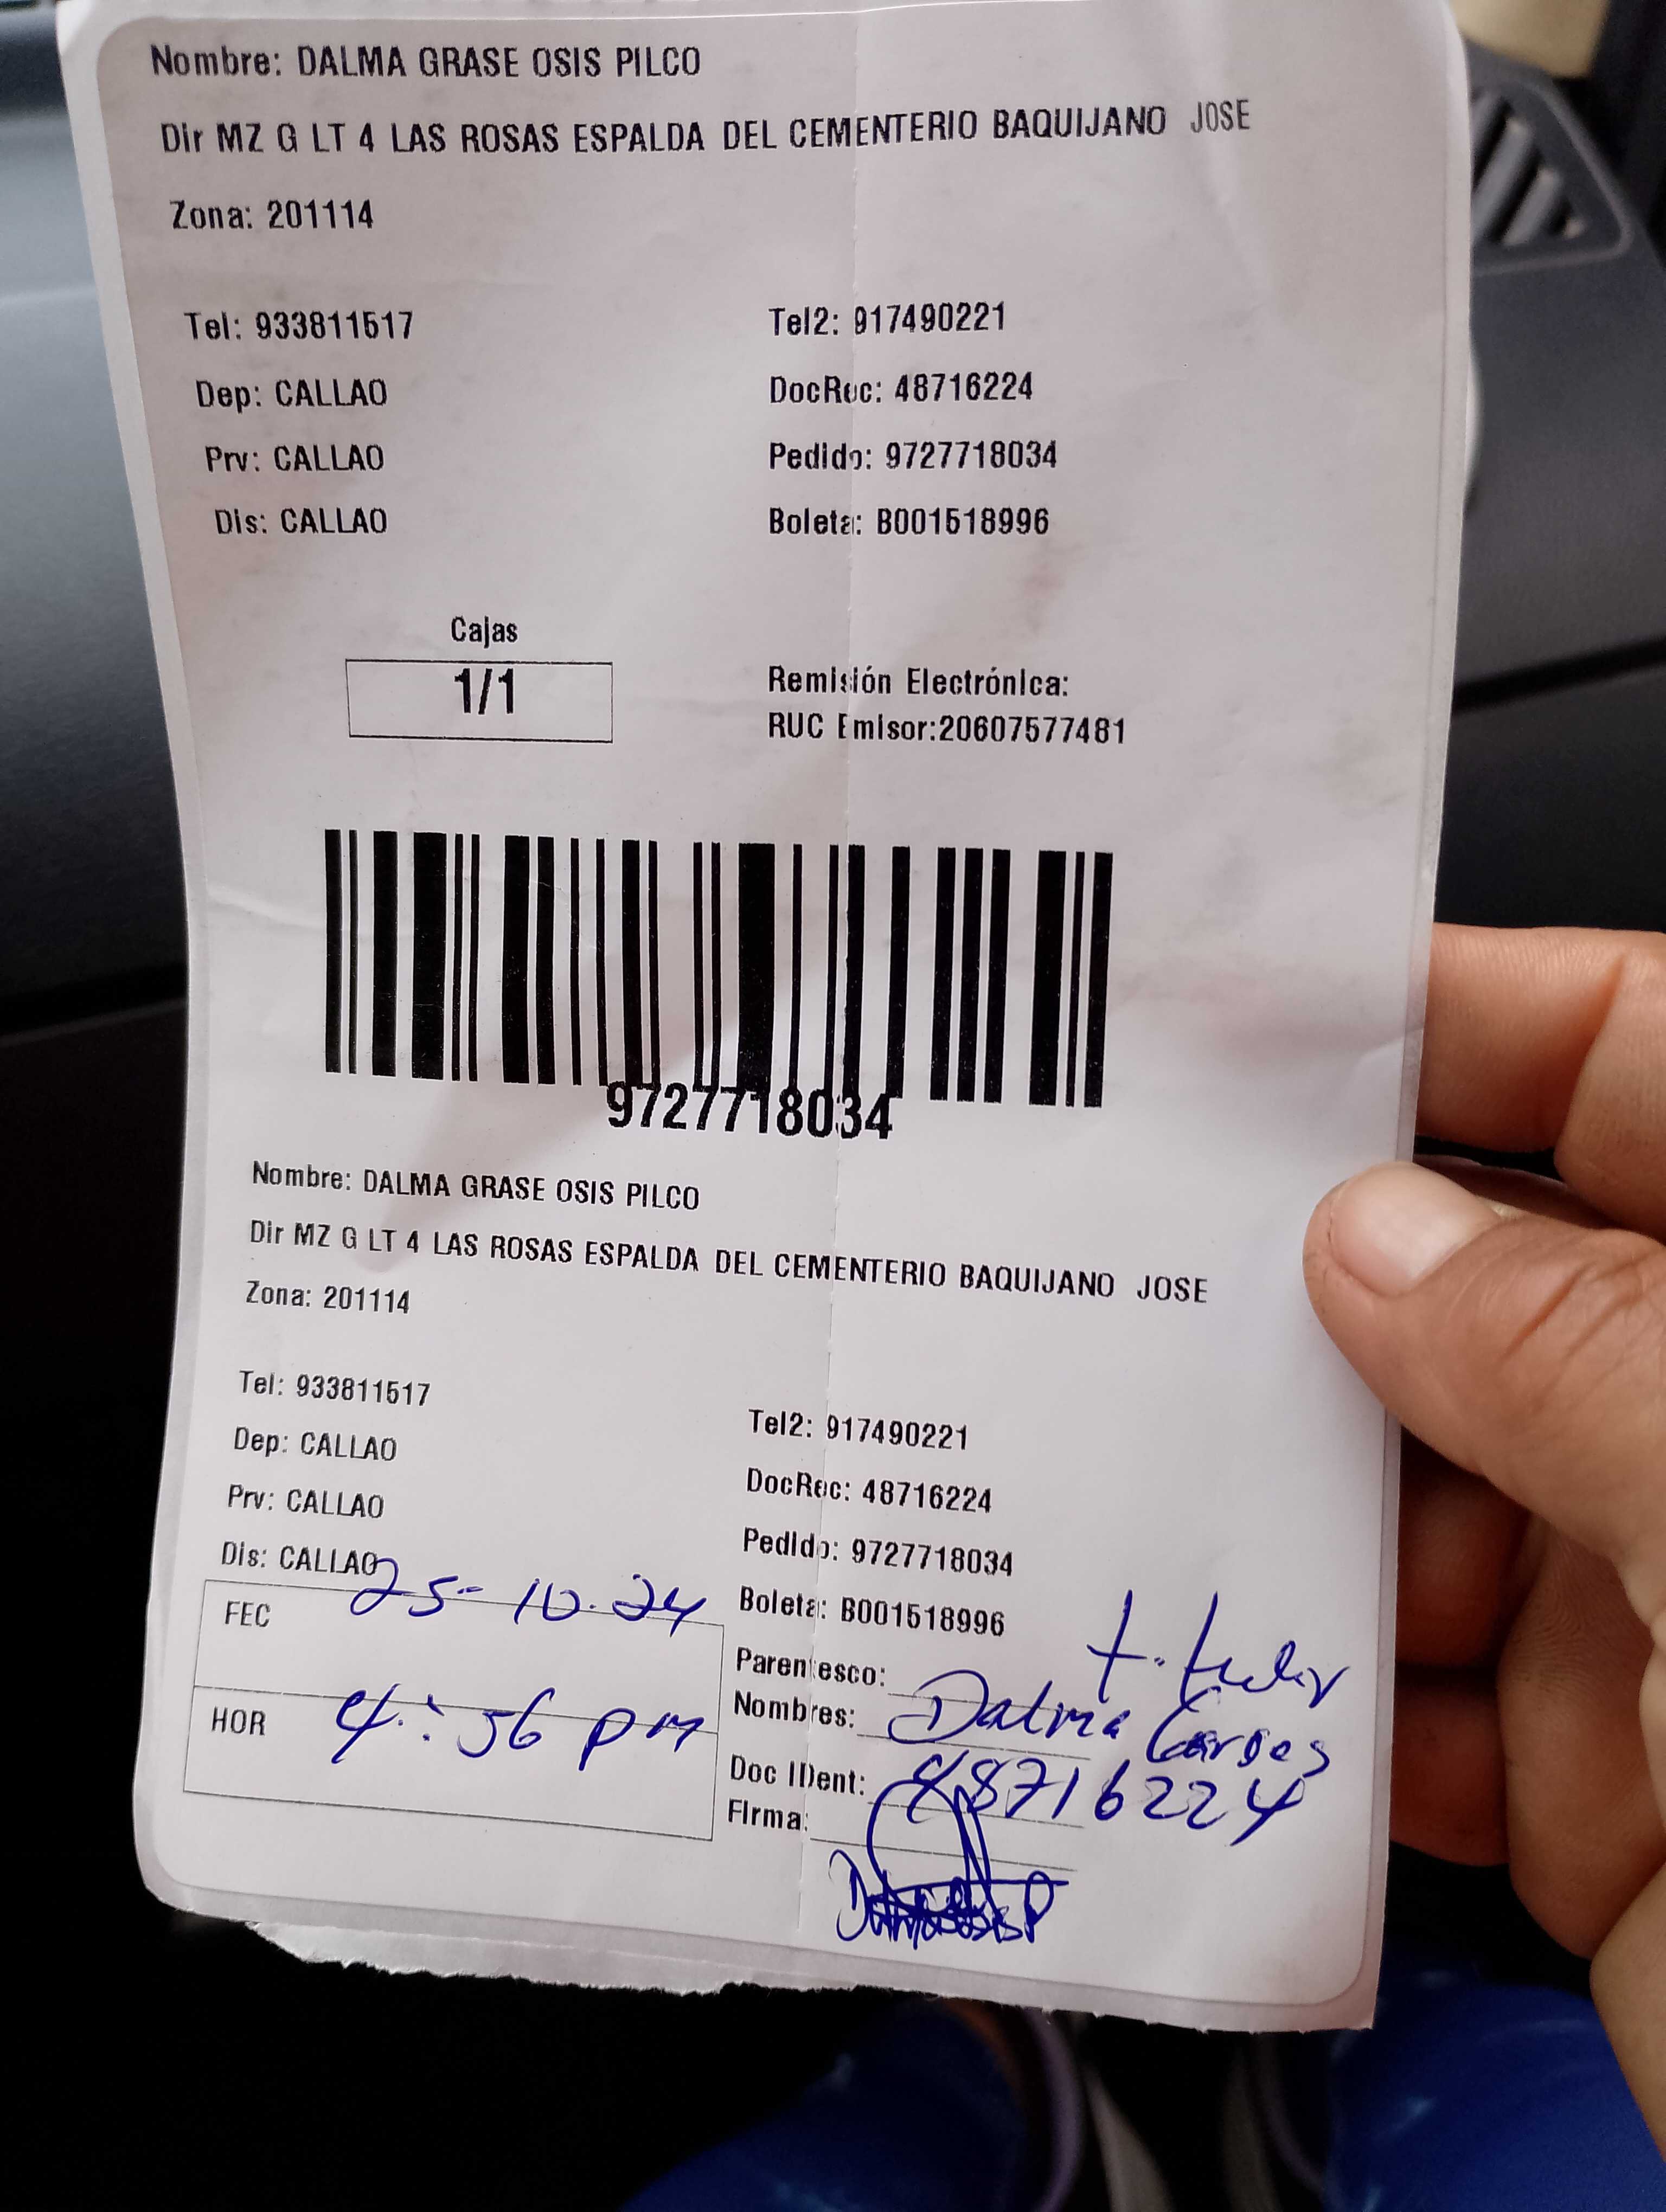 Nombre: DALMA GRASE OSIS PILCO
Dir MZ G LT 4 LAS ROSAS ESPALDA DEL CEMENTERIO BAQUIJANO JOSE
Zona: 201114
Tel: 933811517 Tel2: 917490221
Dep: CALLAO DocRec: 48716224
Prv: CALLAO Pedido: 9727718034
Dis: CALLAO Boleta: B001518996
Cajas
1/1
Remisión Electrónica:
RUC Emisor:20607577481
9727718034
Nombre: DALMA GRASE OSIS PILCO
Dir MZ G LT 4 LAS ROSAS ESPALDA DEL CEMENTERIO BAQUIJANO JOSE
Zona: 201114
Tel: 933811517 Tel2: 917490221
Dep: CALLAO DocRec: 48716224
Prv: CALLAO Pedido: 9727718034
Dis: CALLAO Boleta: B001518996
FEC 25-10.24
HOR 4:56 pm
Parentesco: titular
Nombres: Dalma
Doc IDent: 48716224
Firma: